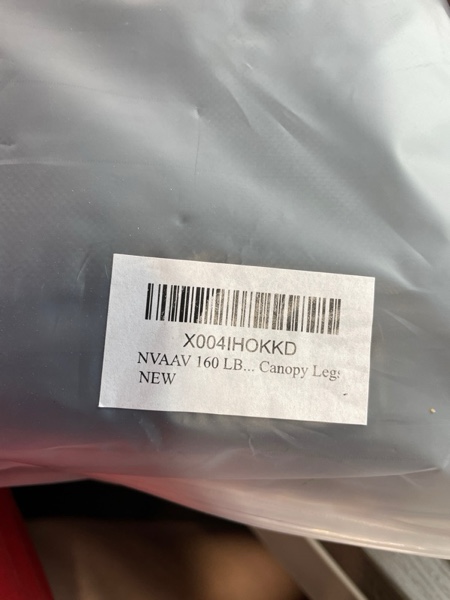 X004IHOKKD
NVAAV 160 LB... Canopy Legs
NEW